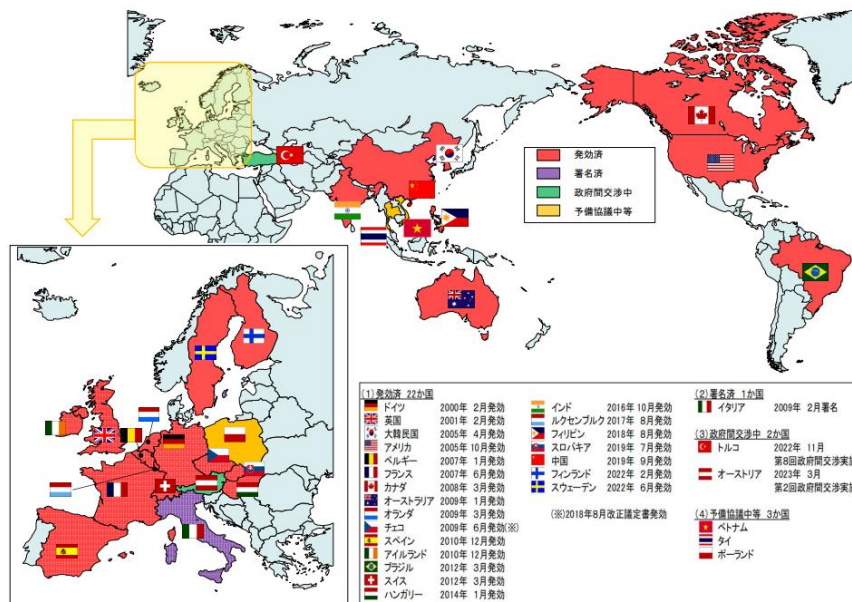 発効済
署名済
政府間交渉中
予備協議中等
(1)発効済 22か国
ドイツ 2000年 2月発効
英国 2001年 2月発効
大韓民国 2005年 4月発効
アメリカ 2005年 10月発効
ベルギー 2007年 1月発効
フランス 2007年 6月発効
カナダ 2008年 3月発効
オーストラリア 2009年 1月発効
オランダ 2009年 3月発効
チェコ 2009年 6月発効(※)
スペイン 2010年 12月発効
アイルランド 2010年 12月発効
ブラジル 2012年 3月発効
スイス 2012年 3月発効
ハンガリー 2014年 1月発効
インド 2016年 10月発効
ルクセンブルク 2017年 8月発効
フィリピン 2018年 8月発効
スロバキア 2019年 7月発効
中国 2019年 9月発効
フィンランド 2022年 2月発効
スウェーデン 2022年 6月発効
(※)2018年8月改正議定書発効
(2)署名済 1か国
イタリア 2009年 2月署名
(3)政府間交渉中 2か国
トルコ 2022年 11月
第8回政府間交渉実施
オーストリア 2023年 3月
第2回政府間交渉実施
(4)予備協議中等 3か国
ベトナム
タイ
ポーランド